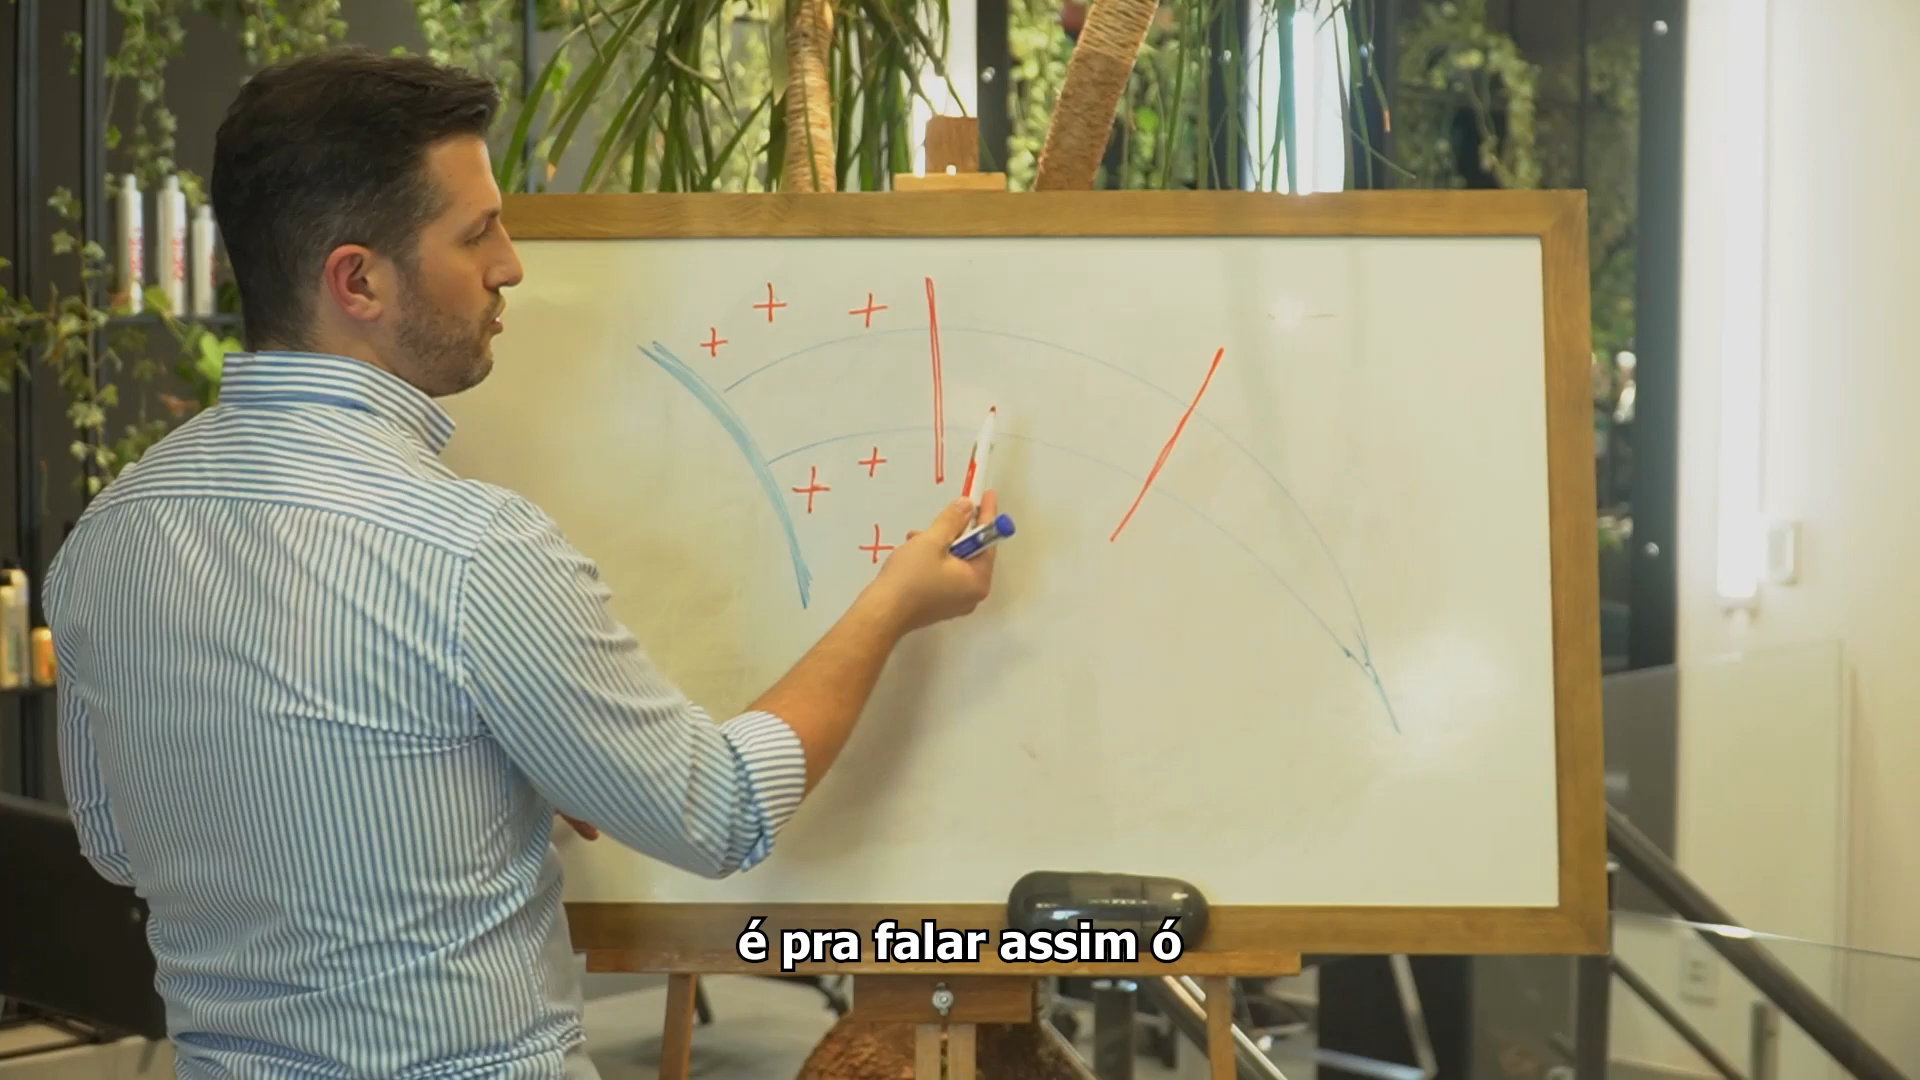 + + +
+ +
+
é pra falar assim ó